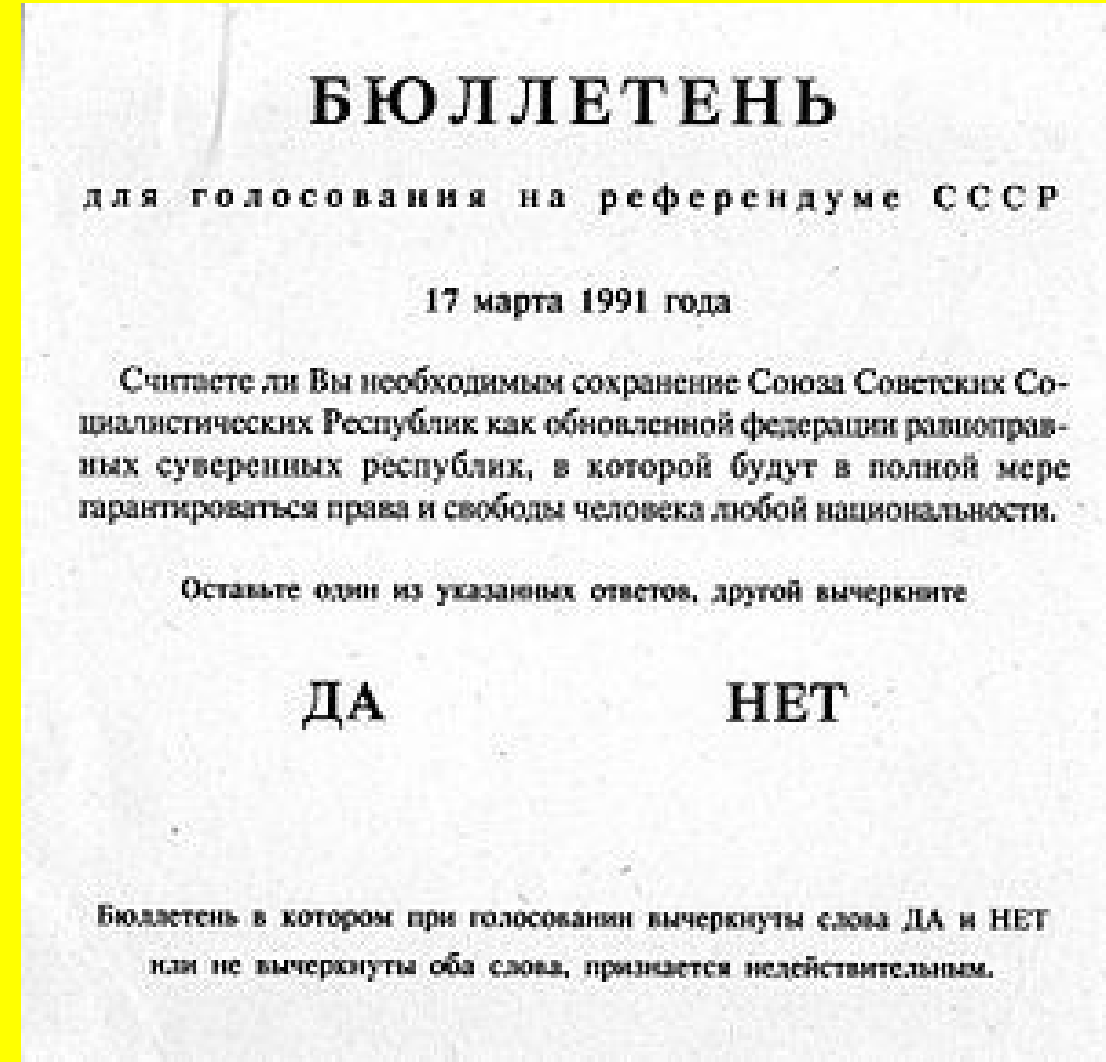 БЮЛЛЕТЕНЬ
для голосования на референдуме СССР
17 марта 1991 года
Считаете ли Вы необходимым сохранение Союза Советских Со-
циалистических Республик как обновленной федерации равноправ-
ных суверенных республик, в которой будут в полной мере
гарантироваться права и свободы человека любой национальности.
Оставьте один из указанных ответов, другой вычеркните
ДА НЕТ
Бюллетень в котором при голосовании вычеркнуты слова ДА и НЕТ
или не вычеркнуты оба слова, признается недействительным.